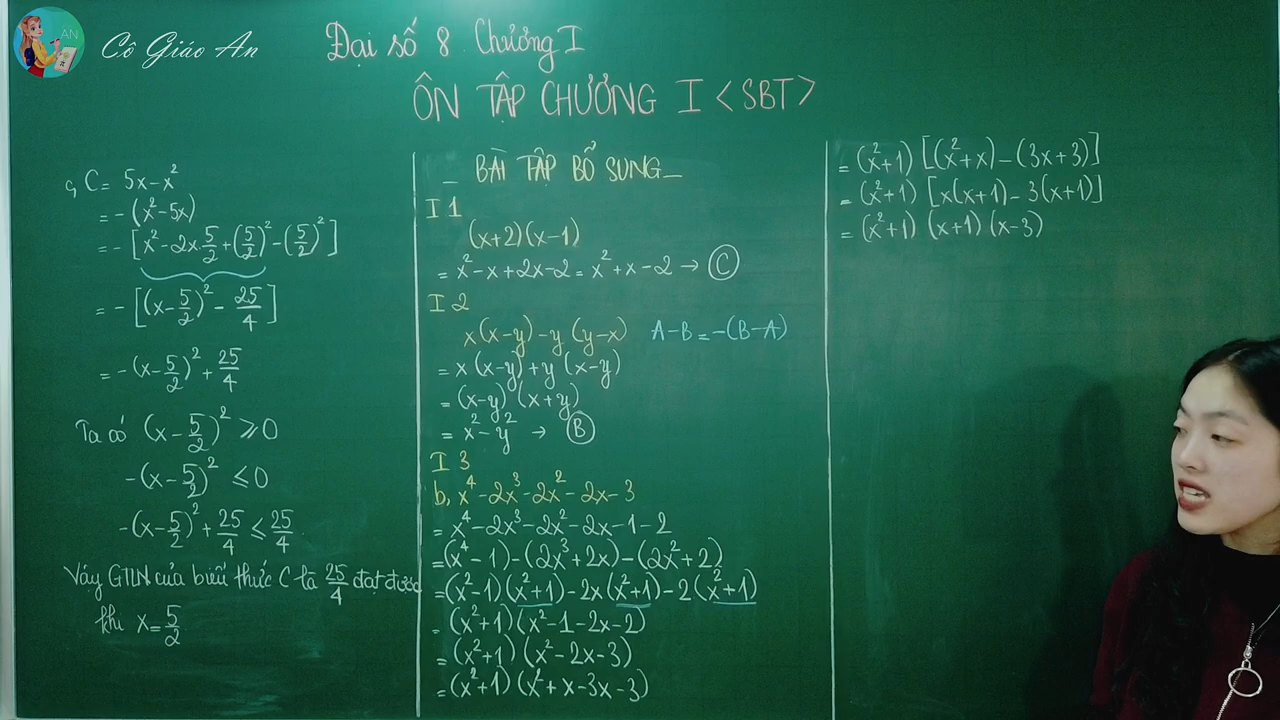 AN
Cô Giáo An
Đại số 8 Chương I
ÔN TẬP CHƯƠNG I <SBT>
c, C = 5x - x²
= -(x² - 5x)
= -[x² - 2x.5/2 + (5/2)² - (5/2)²]
= -[(x - 5/2)² - 25/4]
= -(x - 5/2)² + 25/4
Ta có (x - 5/2)² ⩾ 0
-(x - 5/2)² ≤ 0
-(x - 5/2)² + 25/4 ≤ 25/4
Vậy GTLN của biểu thức C là 25/4 đạt được
khi x = 5/2
_ BÀI TẬP BỔ SUNG _
I 1
(x+2)(x-1)
= x² - x + 2x - 2 = x² + x - 2 → C
I 2
x(x-y) - y(y-x) A-B = -(B-A)
= x(x-y) + y(x-y)
= (x-y)(x+y)
= x² - y² → B
I 3
b, x⁴ - 2x³ - 2x² - 2x - 3
= x⁴ - 2x³ - 2x² - 2x - 1 - 2
= (x⁴ - 1) - (2x³ + 2x) - (2x² + 2)
= (x² - 1)(x² + 1) - 2x(x² + 1) - 2(x² + 1)
= (x² + 1)(x² - 1 - 2x - 2)
= (x² + 1)(x² - 2x - 3)
= (x² + 1)(x² + x - 3x - 3)
= (x² + 1)[(x² + x) - (3x + 3)]
= (x² + 1)[x(x+1) - 3(x+1)]
= (x² + 1)(x+1)(x-3)